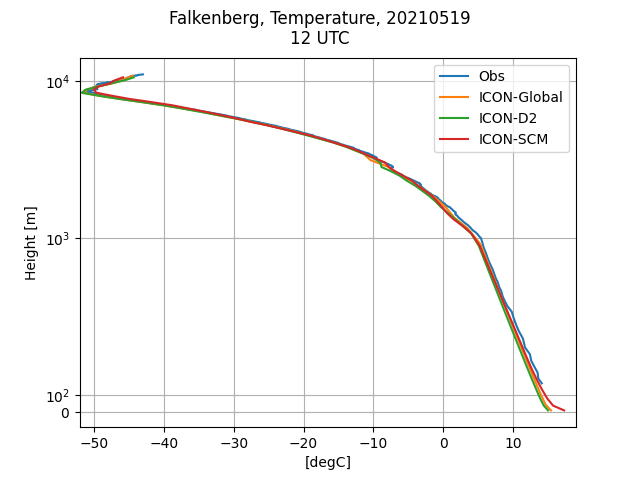 Falkenberg, Temperature, 20210519
12 UTC
Obs
ICON-Global
ICON-D2
ICON-SCM
Height [m]
10⁴
10³
10²
0
−50 −40 −30 −20 −10 0 10
[degC]